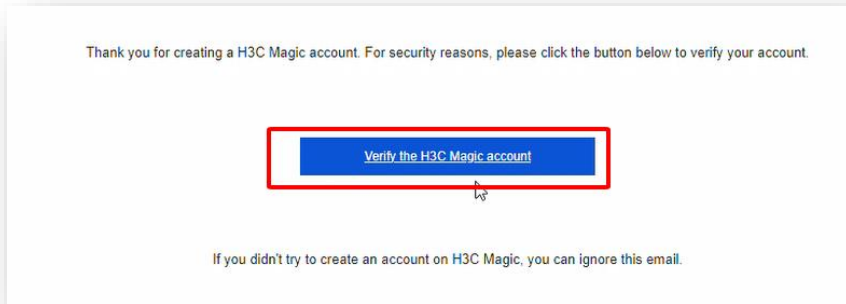 Thank you for creating a H3C Magic account. For security reasons, please click the button below to verify your account.
Verify the H3C Magic account
If you didn't try to create an account on H3C Magic, you can ignore this email.